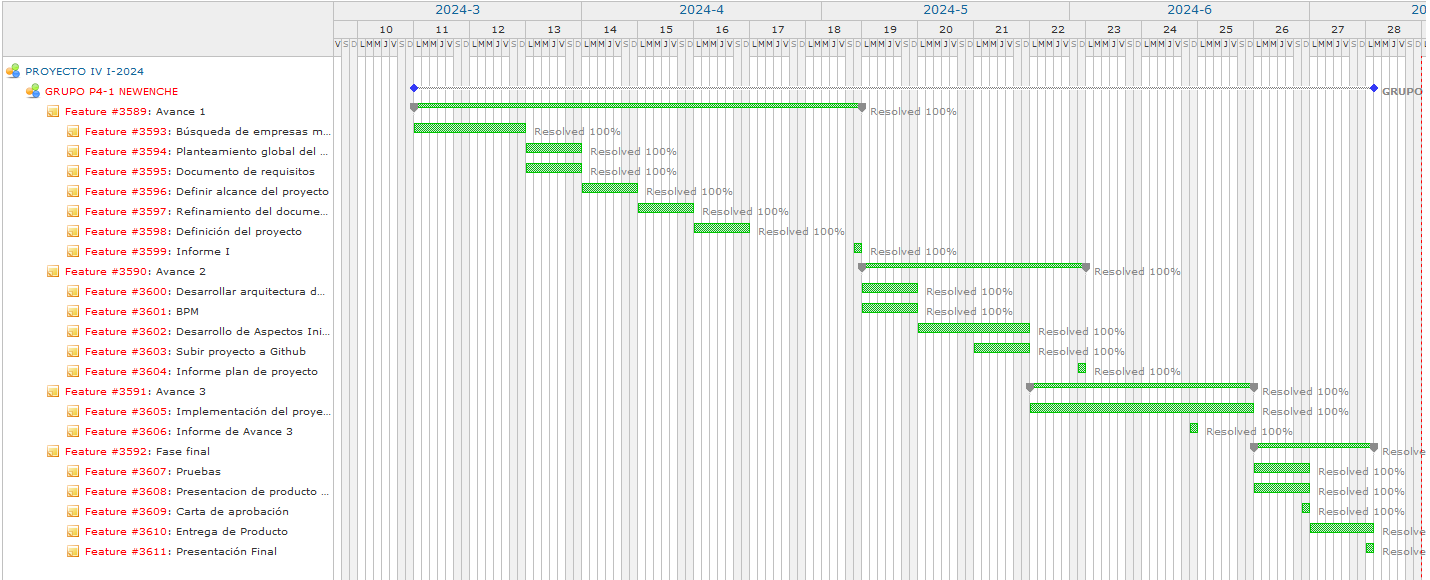 2024-3 2024-4 2024-5 2024-6 20
10 11 12 13 14 15 16 17 18 19 20 21 22 23 24 25 26 27 28
V S D L M M J V S D L M M J V S D L M M J V S D L M M J V S D L M M J V S D L M M J V S D L M M J V S D L M M J V S D L M M J V S D L M M J V S D L M M J V S D L M M J V S D L M M J V S D L M M J V S D L M M J V S D L M M J V S D L M M J V S D L M M J V S D L M M J V S D L M M J V S D L
PROYECTO IV I-2024
GRUPO P4-1 NEWENCHE GRUPO
Feature #3589: Avance 1 Resolved 100%
Feature #3593: Búsqueda de empresas m... Resolved 100%
Feature #3594: Planteamiento global del ... Resolved 100%
Feature #3595: Documento de requisitos Resolved 100%
Feature #3596: Definir alcance del proyecto Resolved 100%
Feature #3597: Refinamiento del docume... Resolved 100%
Feature #3598: Definición del proyecto Resolved 100%
Feature #3599: Informe I Resolved 100%
Feature #3590: Avance 2 Resolved 100%
Feature #3600: Desarrollar arquitectura d... Resolved 100%
Feature #3601: BPM Resolved 100%
Feature #3602: Desarrollo de Aspectos Ini... Resolved 100%
Feature #3603: Subir proyecto a Github Resolved 100%
Feature #3604: Informe plan de proyecto Resolved 100%
Feature #3591: Avance 3 Resolved 100%
Feature #3605: Implementación del proye... Resolved 100%
Feature #3606: Informe de Avance 3 Resolved 100%
Feature #3592: Fase final Resolve
Feature #3607: Pruebas Resolved 100%
Feature #3608: Presentacion de producto ... Resolved 100%
Feature #3609: Carta de aprobación Resolved 100%
Feature #3610: Entrega de Producto Resolve
Feature #3611: Presentación Final Resolve